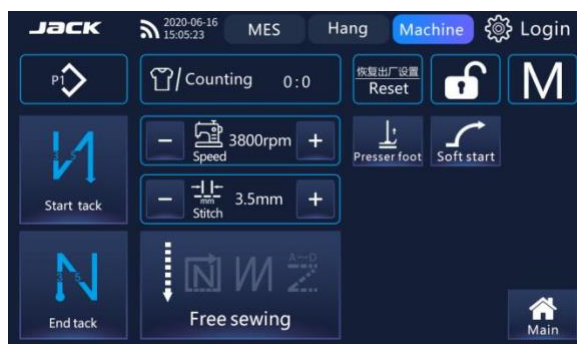 JACK
2020-06-16
15:05:23
MES
Hang
Machine
Login
P1
/ Counting 0:0
恢复出厂设置
Reset
M
− 3800rpm +
Speed
Presser foot
Soft start
− mm 3.5mm +
Stitch
Start tack
A—D
Free sewing
End tack
Main